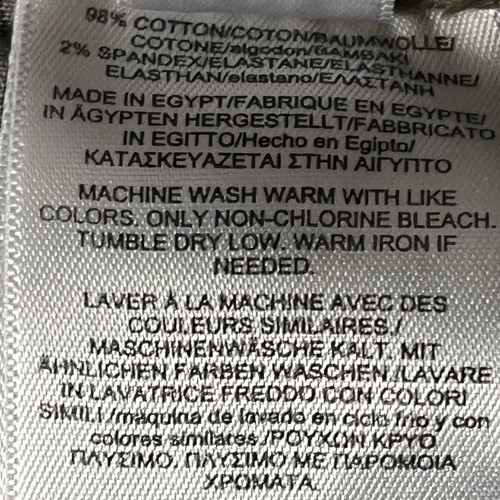 98% COTTON/COTON/BAUMWOLLE/
COTONE/algodon/ΒΑΜΒΑΚΙ
2% SPANDEX/ELASTANE/ELASTHANNE/
ELASTHAN/elastano/ΕΛΑΣΤΑΝΗ
MADE IN EGYPT/FABRIQUE EN EGYPTE/
IN ÄGYPTEN HERGESTELLT/FABBRICATO
IN EGITTO/Hecho en Egipto/
ΚΑΤΑΣΚΕΥΑΖΕΤΑΙ ΣΤΗΝ ΑΙΓΥΠΤΟ
MACHINE WASH WARM WITH LIKE
COLORS. ONLY NON-CHLORINE BLEACH.
TUMBLE DRY LOW. WARM IRON IF
NEEDED.
LAVER À LA MACHINE AVEC DES
COULEURS SIMILAIRES./
MASCHINENWÄSCHE KALT. MIT
ÄHNLICHEN FARBEN WASCHEN./LAVARE
IN LAVATRICE FREDDO CON COLORI
SIMILI./maquina de lavado en ciclo frio y con
colores similares./ΡΟΥΧΩΝ ΚΡΥΟ
ΠΛΥΣΙΜΟ. ΠΛΥΣΙΜΟ ΜΕ ΠΑΡΟΜΟΙΑ
ΧΡΩΜΑΤΑ.